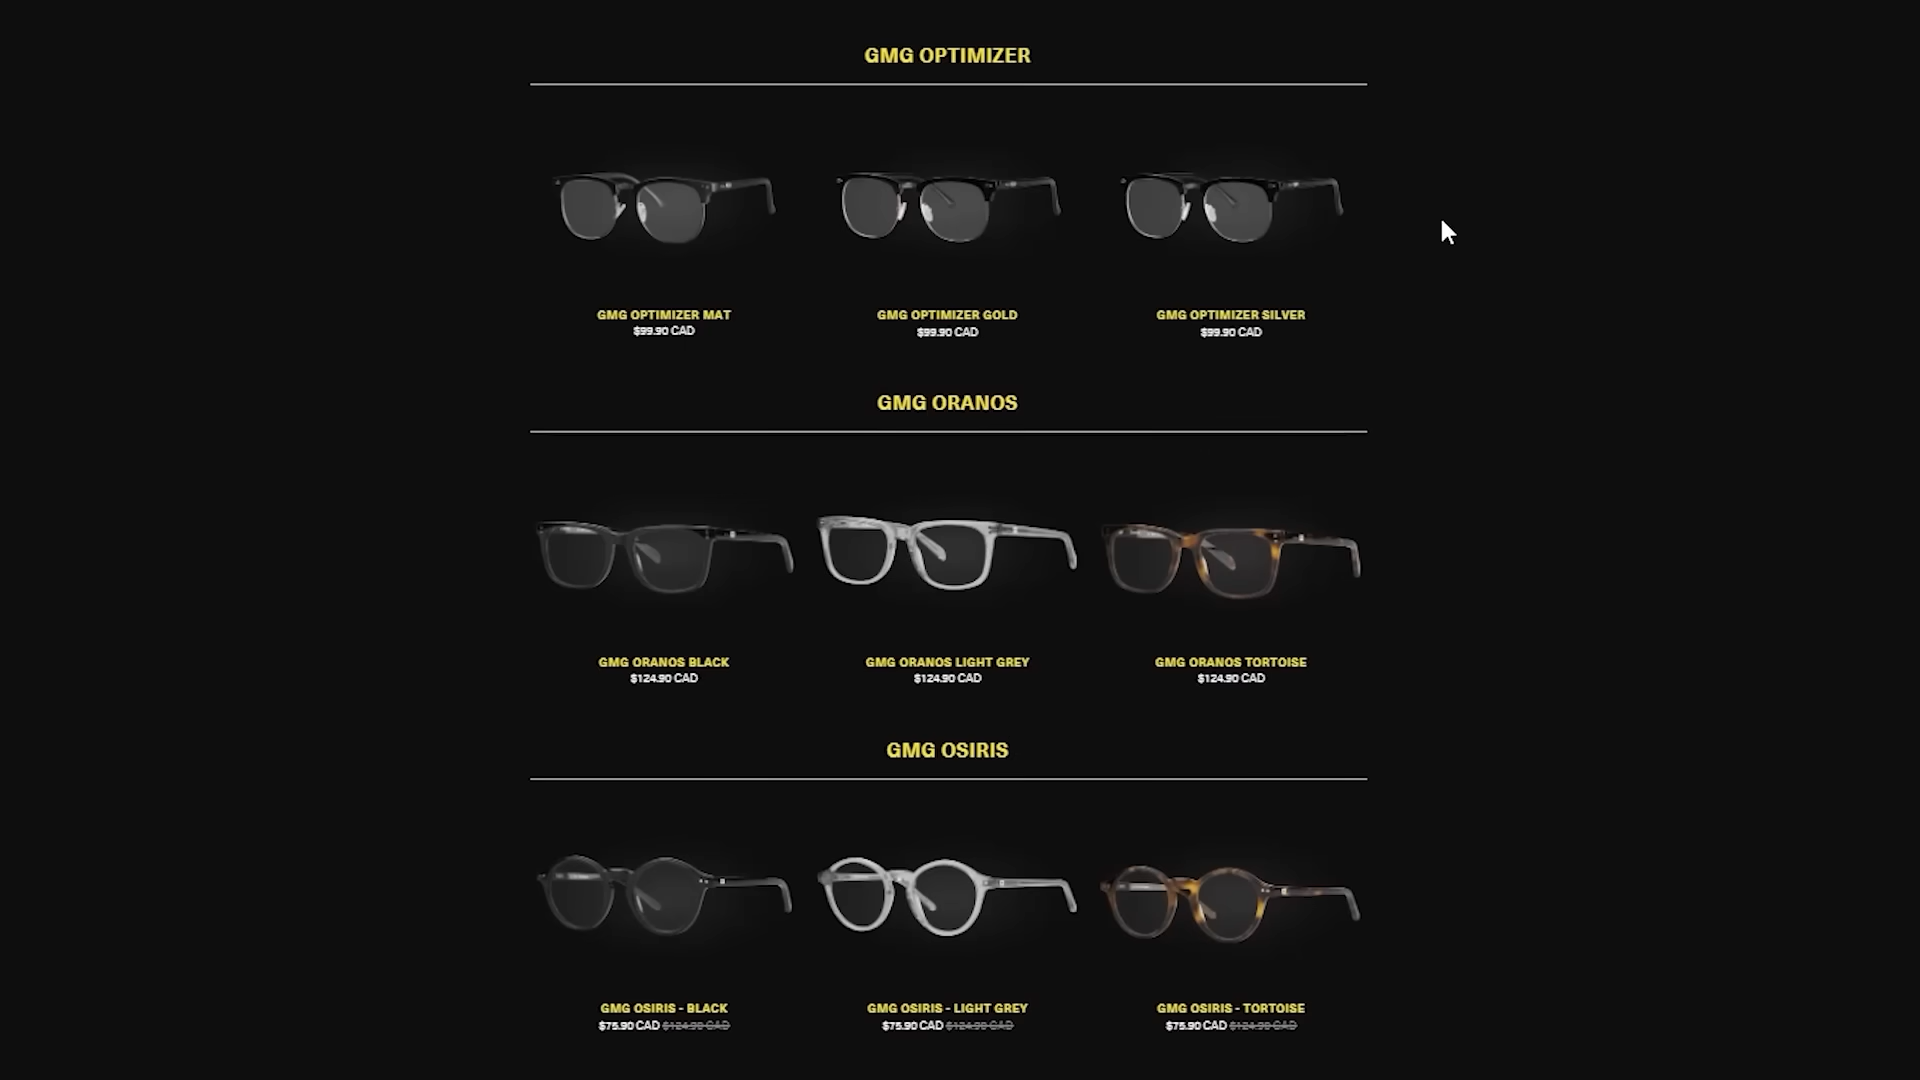 GMG OPTIMIZER
GMG OPTIMIZER MAT
$99.90 CAD
GMG OPTIMIZER GOLD
$99.90 CAD
GMG OPTIMIZER SILVER
$99.90 CAD
GMG ORANOS
GMG ORANOS BLACK
$124.90 CAD
GMG ORANOS LIGHT GREY
$124.90 CAD
GMG ORANOS TORTOISE
$124.90 CAD
GMG OSIRIS
GMG OSIRIS - BLACK
$75.90 CAD $124.90 CAD
GMG OSIRIS - LIGHT GREY
$75.90 CAD $124.90 CAD
GMG OSIRIS - TORTOISE
$75.90 CAD $124.90 CAD